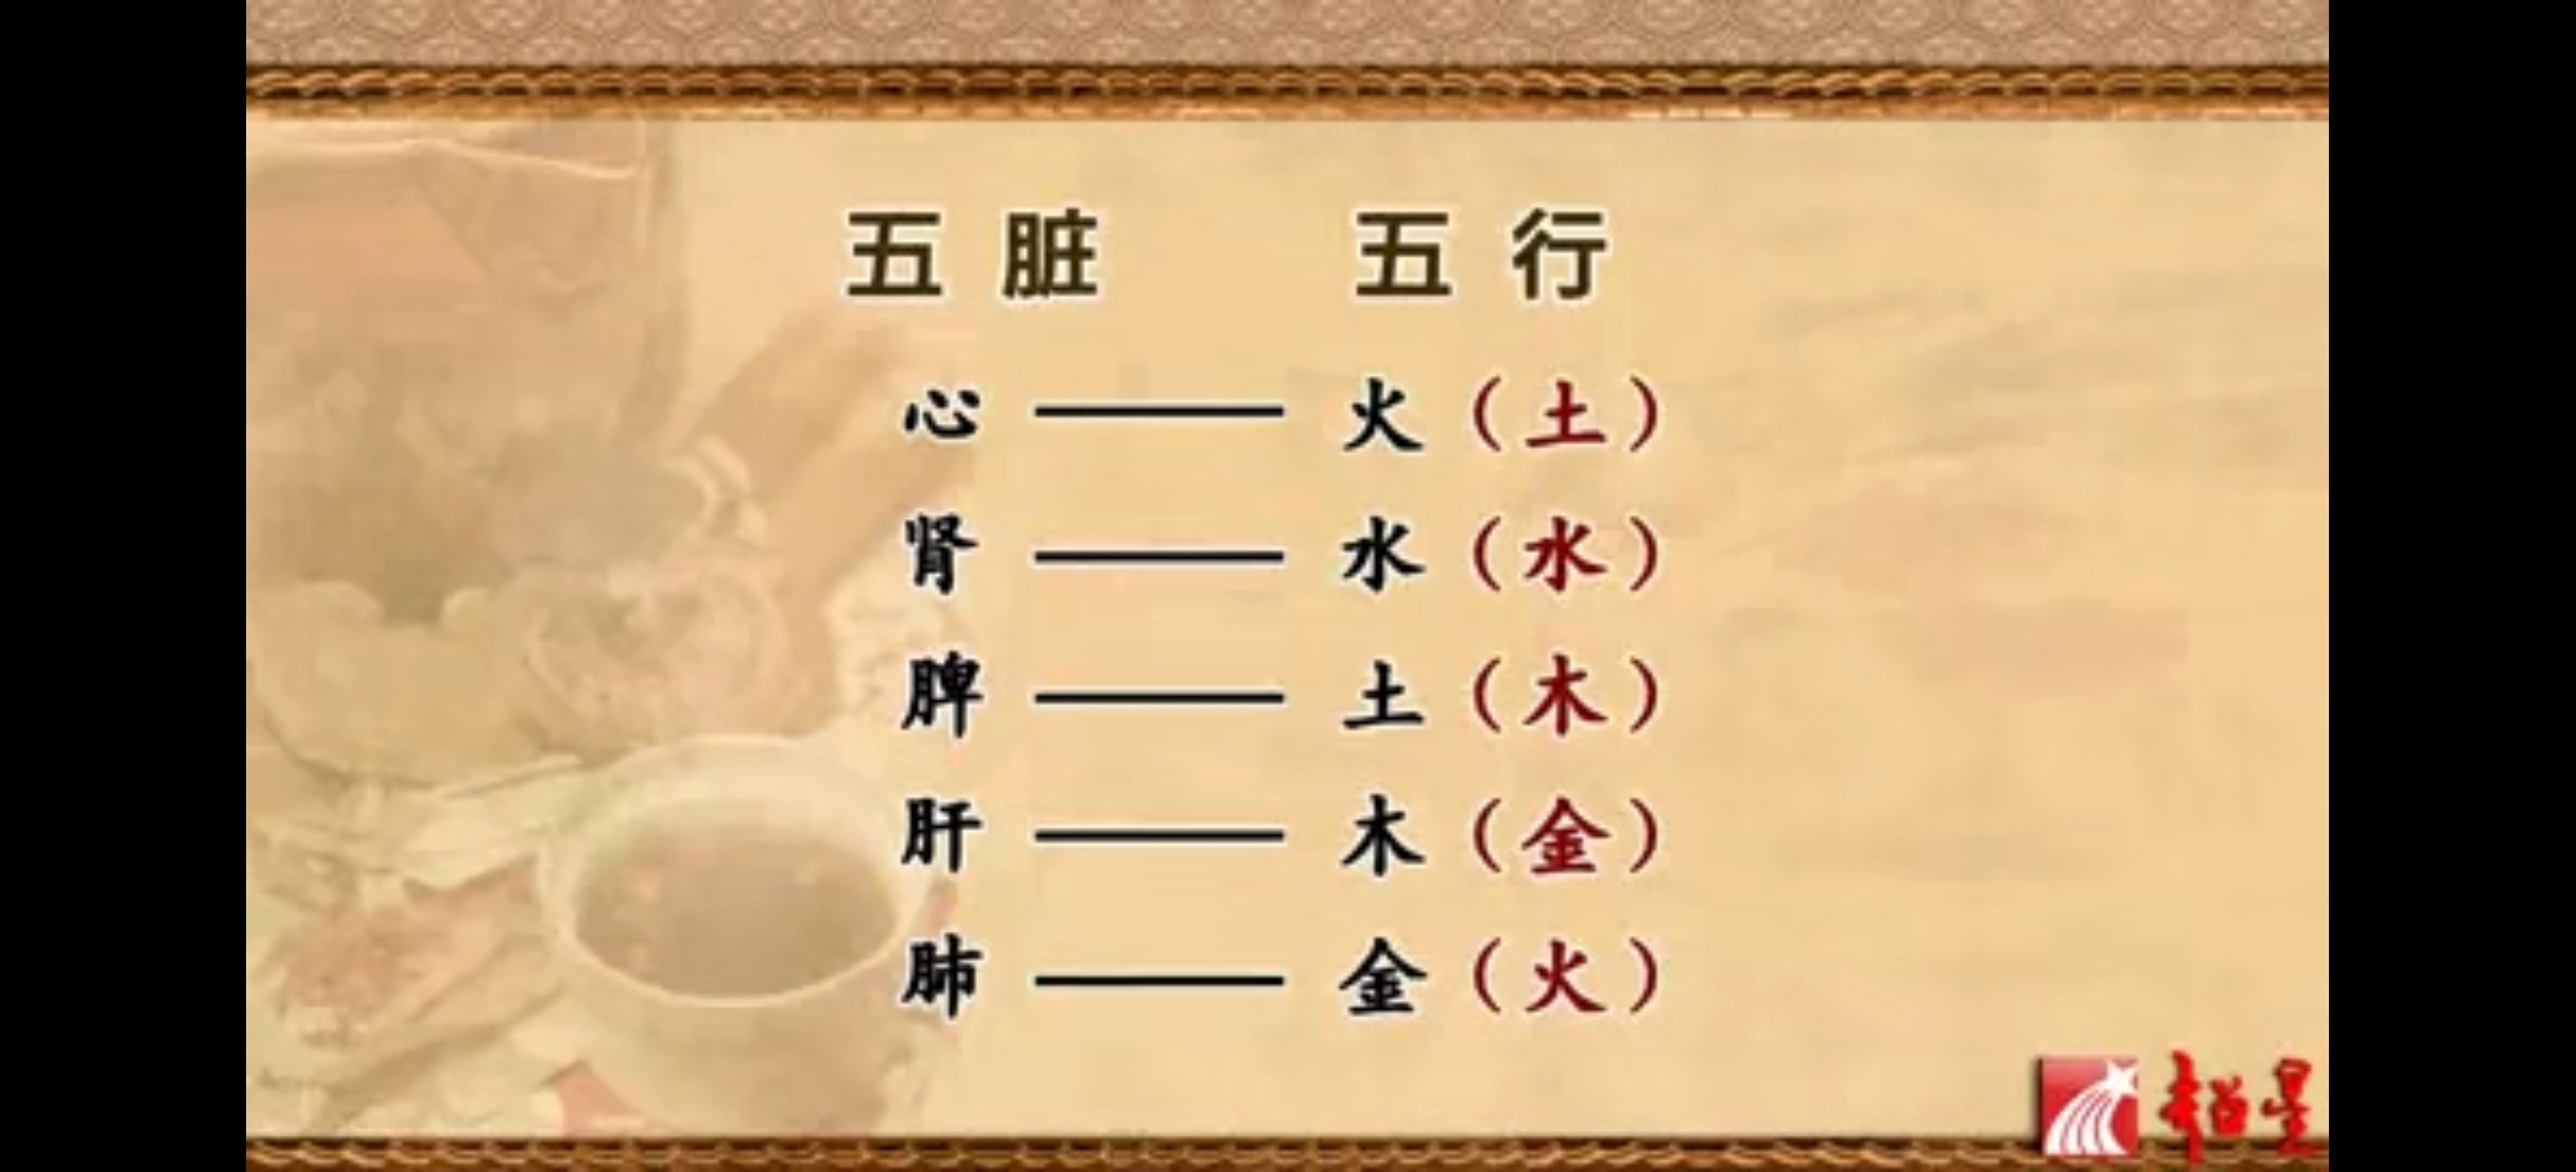 五脏 五行
心 —— 火（土）
肾 —— 水（水）
脾 —— 土（木）
肝 —— 木（金）
肺 —— 金（火）
超星